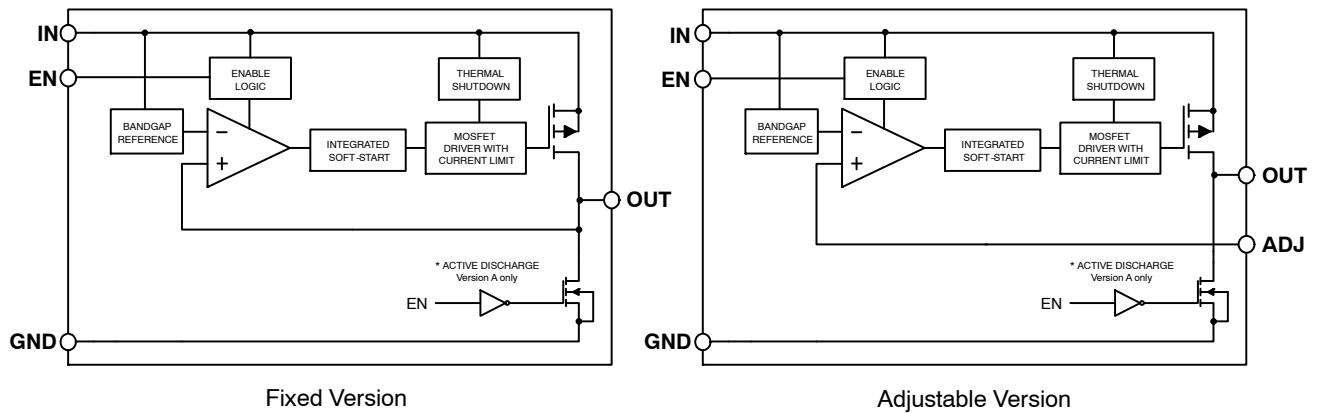 IN
EN
ENABLE
LOGIC
THERMAL
SHUTDOWN
BANDGAP
REFERENCE
−
+
INTEGRATED
SOFT-START
MOSFET
DRIVER WITH
CURRENT LIMIT
OUT
* ACTIVE DISCHARGE
Version A only
EN
GND
Fixed Version
IN
EN
ENABLE
LOGIC
THERMAL
SHUTDOWN
BANDGAP
REFERENCE
−
+
INTEGRATED
SOFT-START
MOSFET
DRIVER WITH
CURRENT LIMIT
OUT
ADJ
* ACTIVE DISCHARGE
Version A only
EN
GND
Adjustable Version